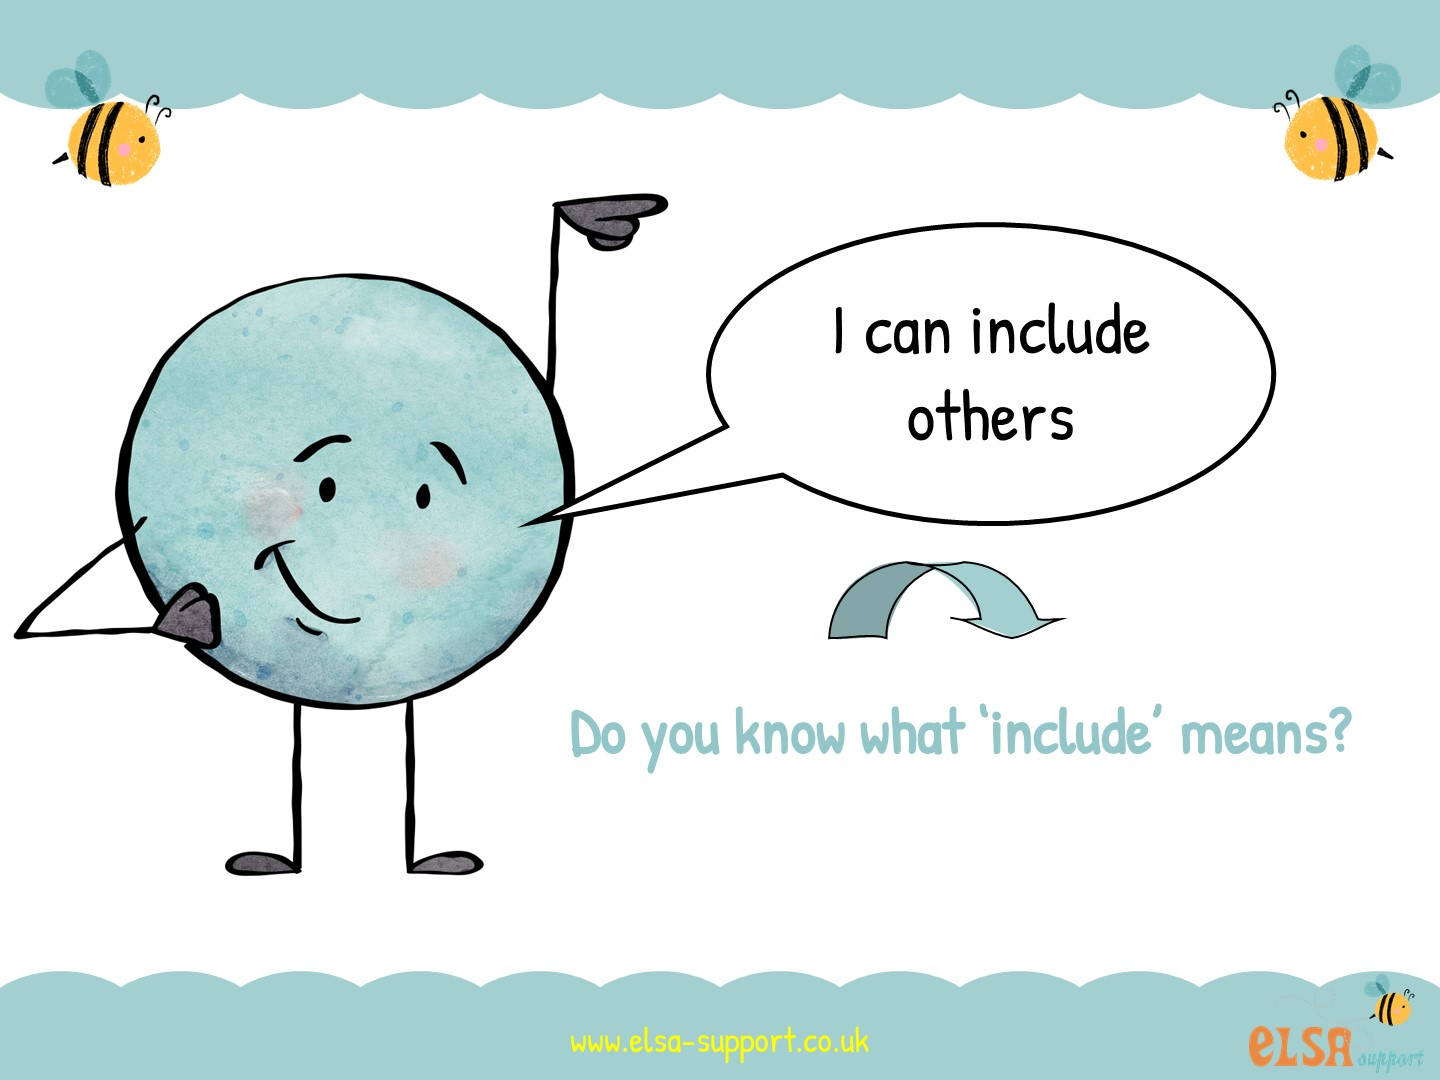 I can include
others
Do you know what ‘include’ means?
www.elsa-support.co.uk
ELSA
support